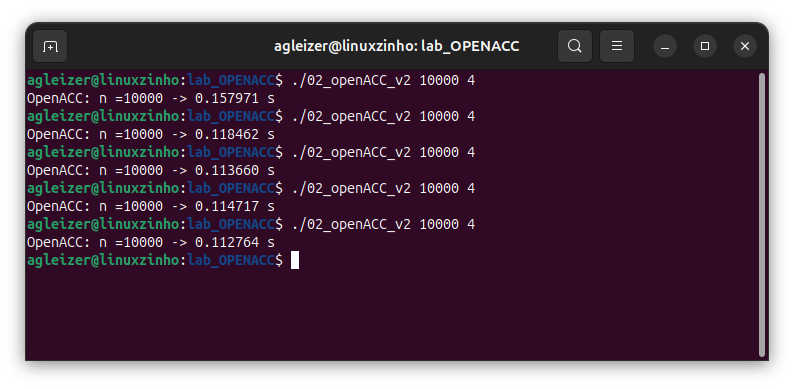 agleizer@linuxzinho: lab_OPENACC
agleizer@linuxzinho:lab_OPENACC$ ./02_openACC_v2 10000 4
OpenACC: n =10000 -> 0.157971 s
agleizer@linuxzinho:lab_OPENACC$ ./02_openACC_v2 10000 4
OpenACC: n =10000 -> 0.118462 s
agleizer@linuxzinho:lab_OPENACC$ ./02_openACC_v2 10000 4
OpenACC: n =10000 -> 0.113660 s
agleizer@linuxzinho:lab_OPENACC$ ./02_openACC_v2 10000 4
OpenACC: n =10000 -> 0.114717 s
agleizer@linuxzinho:lab_OPENACC$ ./02_openACC_v2 10000 4
OpenACC: n =10000 -> 0.112764 s
agleizer@linuxzinho:lab_OPENACC$